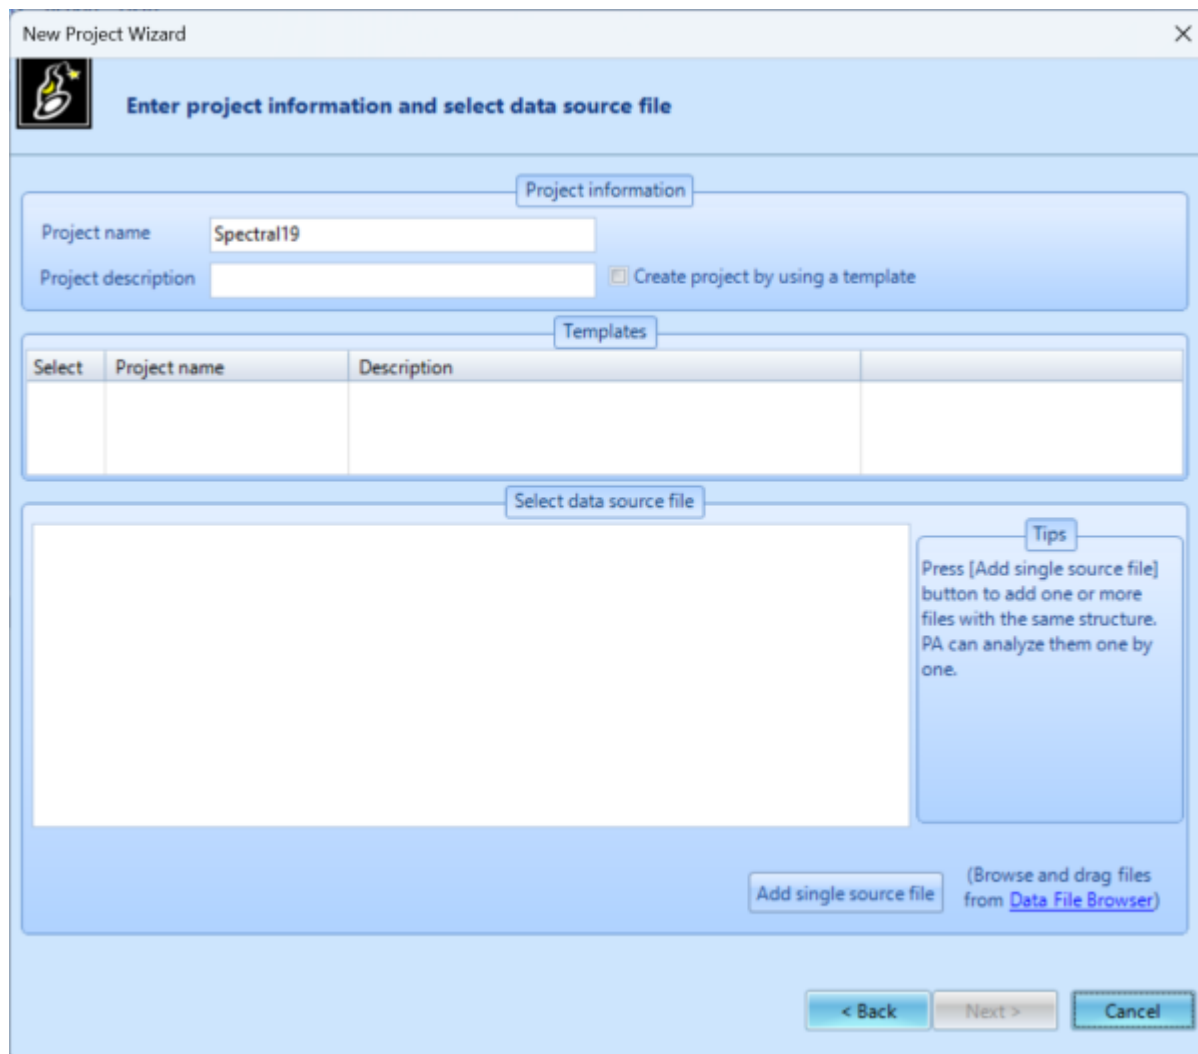 New Project Wizard
Enter project information and select data source file
Project information
Project name Spectral19
Project description Create project by using a template
Templates
Select Project name Description
Select data source file
Tips
Press [Add single source file]
button to add one or more
files with the same structure.
PA can analyze them one by
one.
Add single source file
(Browse and drag files
from Data File Browser)
< Back Next > Cancel